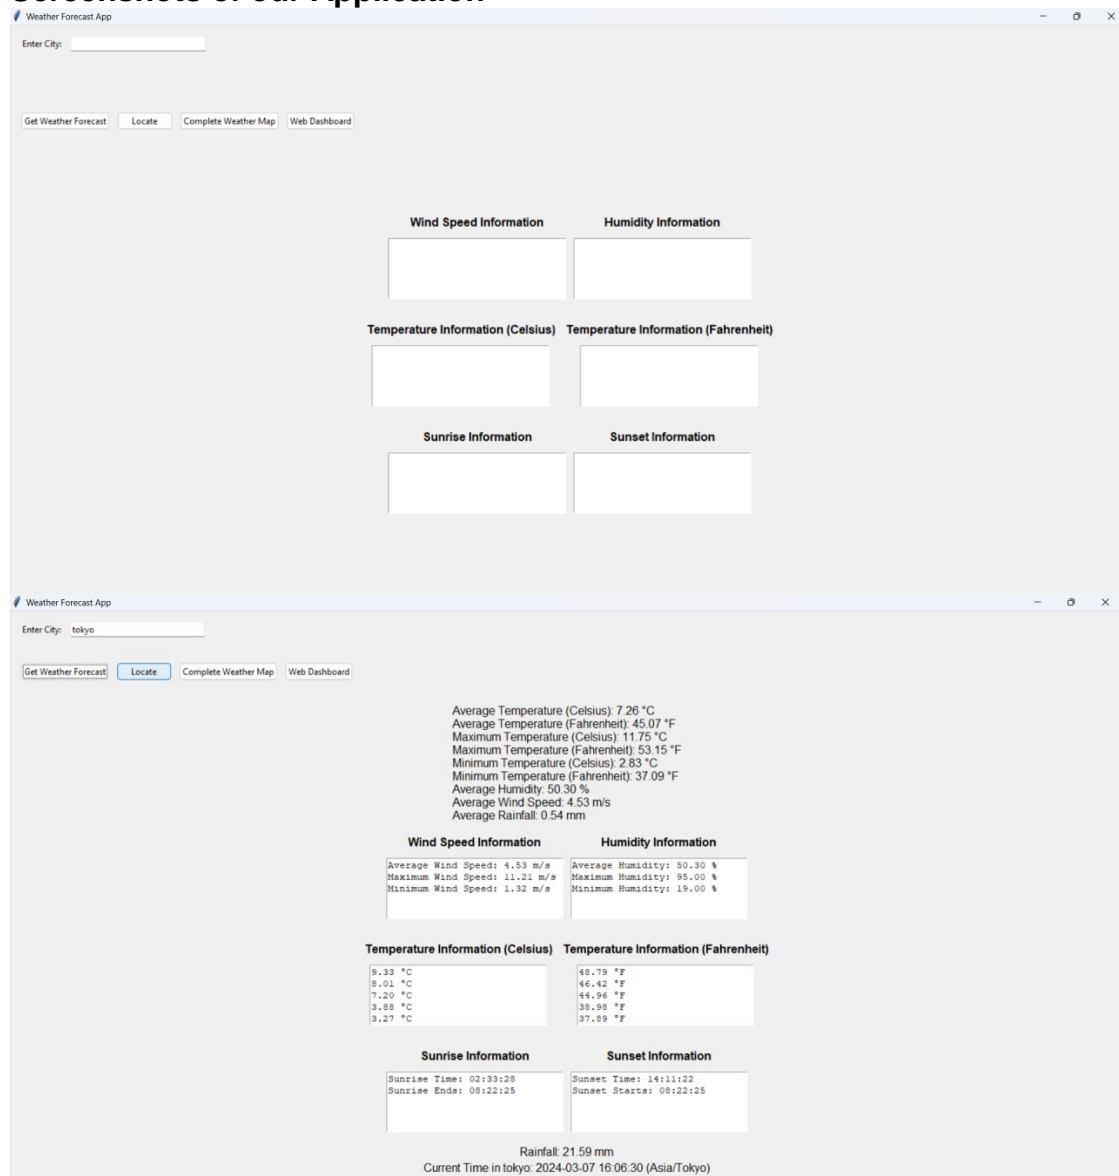 Screenshots of our Application
Weather Forecast App
Enter City:
Get Weather Forecast Locate Complete Weather Map Web Dashboard
Wind Speed Information Humidity Information
Temperature Information (Celsius) Temperature Information (Fahrenheit)
Sunrise Information Sunset Information
Weather Forecast App
Enter City: tokyo
Get Weather Forecast Locate Complete Weather Map Web Dashboard
Average Temperature (Celsius): 7.26 °C
Average Temperature (Fahrenheit): 45.07 °F
Maximum Temperature (Celsius): 11.75 °C
Maximum Temperature (Fahrenheit): 53.15 °F
Minimum Temperature (Celsius): 2.83 °C
Minimum Temperature (Fahrenheit): 37.09 °F
Average Humidity: 50.30 %
Average Wind Speed: 4.53 m/s
Average Rainfall: 0.54 mm
Wind Speed Information Humidity Information
Average Wind Speed: 4.53 m/s Average Humidity: 50.30 %
Maximum Wind Speed: 11.21 m/s Maximum Humidity: 95.00 %
Minimum Wind Speed: 1.32 m/s Minimum Humidity: 19.00 %
Temperature Information (Celsius) Temperature Information (Fahrenheit)
9.33 °C 48.79 °F
8.01 °C 46.42 °F
7.20 °C 44.96 °F
3.88 °C 38.98 °F
3.27 °C 37.89 °F
Sunrise Information Sunset Information
Sunrise Time: 02:33:28 Sunset Time: 14:11:22
Sunrise Ends: 08:22:25 Sunset Starts: 08:22:25
Rainfall: 21.59 mm
Current Time in tokyo: 2024-03-07 16:06:30 (Asia/Tokyo)